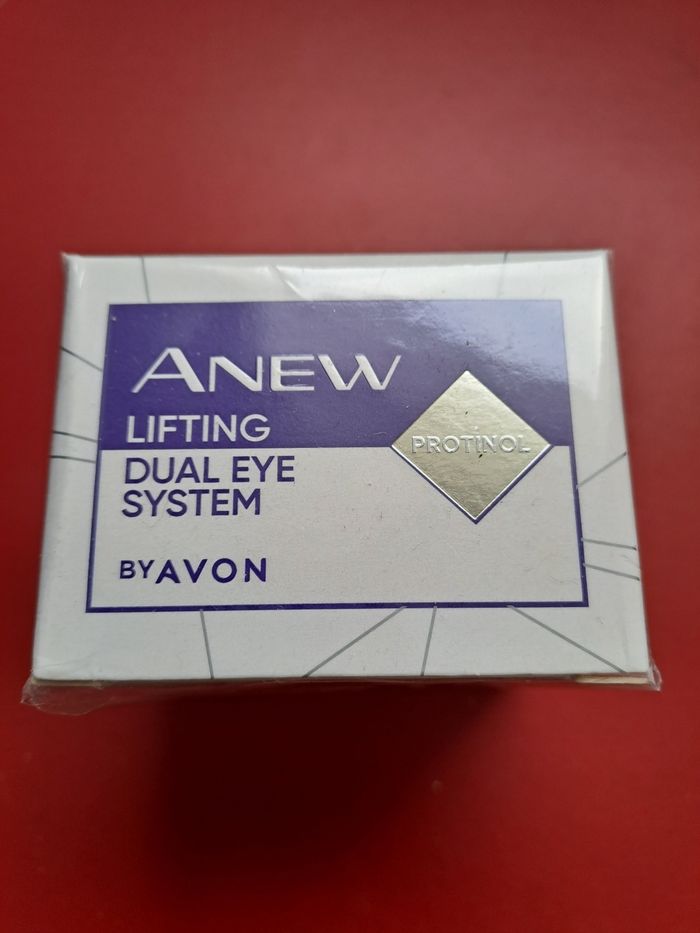 ANEW
LIFTING
PROTINOL
DUAL EYE
SYSTEM
BY AVON